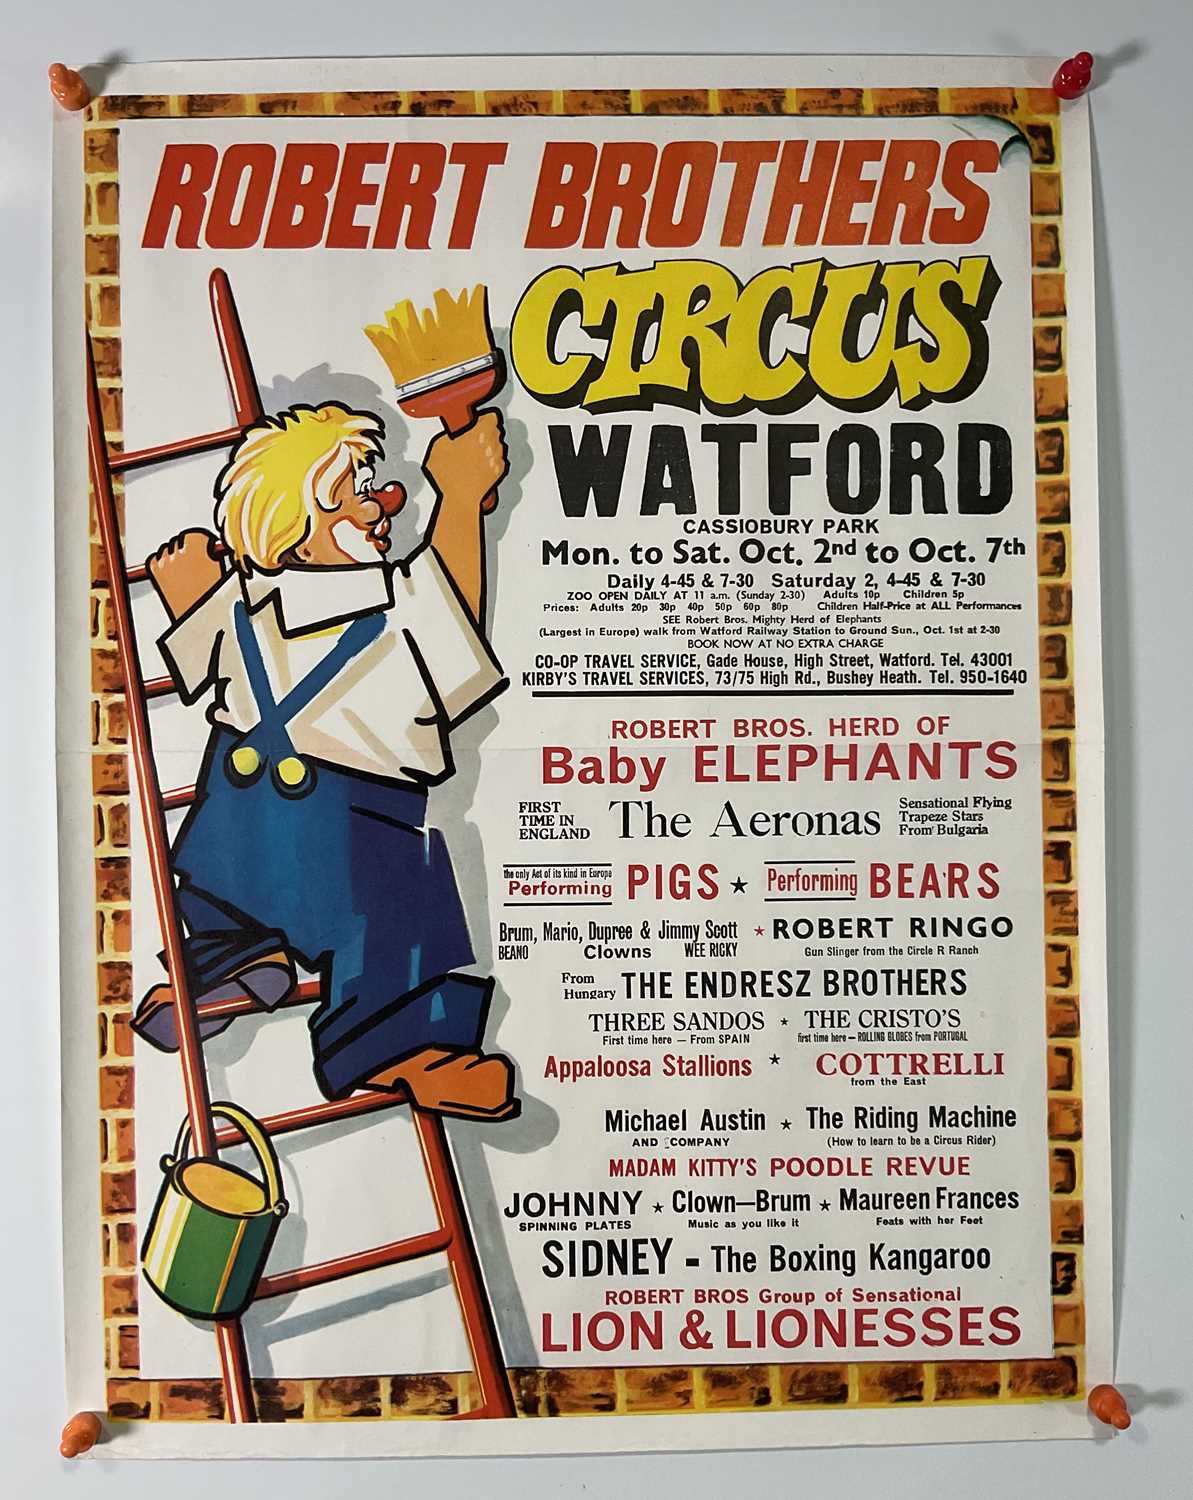 ROBERT BROTHERS
CIRCUS
WATFORD
CASSIOBURY PARK
Mon. to Sat. Oct. 2nd to Oct. 7th
Daily 4-45 & 7-30 Saturday 2, 4-45 & 7-30
ZOO OPEN DAILY AT 11 a.m. (Sunday 2-30) Adults 10p Children 5p
Prices: Adults 20p 30p 40p 50p 60p 80p Children Half-Price at ALL Performances
SEE Robert Bros. Mighty Herd of Elephants
(Largest in Europe) walk from Watford Railway Station to Ground Sun., Oct. 1st at 2-30
BOOK NOW AT NO EXTRA CHARGE
CO-OP TRAVEL SERVICE, Gade House, High Street, Watford. Tel. 43001
KIRBY'S TRAVEL SERVICES, 73/75 High Rd., Bushey Heath. Tel. 950-1640
ROBERT BROS. HERD OF
Baby ELEPHANTS
FIRST
TIME IN
ENGLAND
The Aeronas
Sensational Flying
Trapeze Stars
From Bulgaria
the only Act of its kind in Europe
Performing PIGS ★ Performing BEARS
Brum, Mario, Dupree & Jimmy Scott ★ ROBERT RINGO
BEANO Clowns WEE RICKY Gun Slinger from the Circle R Ranch
From
Hungary THE ENDRESZ BROTHERS
THREE SANDOS ★ THE CRISTO'S
First time here — From SPAIN first time here — ROLLING GLOBES from PORTUGAL
Appaloosa Stallions ★ COTTRELLI
from the East
Michael Austin ★ The Riding Machine
AND COMPANY (How to learn to be a Circus Rider)
MADAM KITTY'S POODLE REVUE
JOHNNY ★ Clown—Brum ★ Maureen Frances
SPINNING PLATES Music as you like it Feats with her Feet
SIDNEY - The Boxing Kangaroo
ROBERT BROS Group of Sensational
LION & LIONESSES